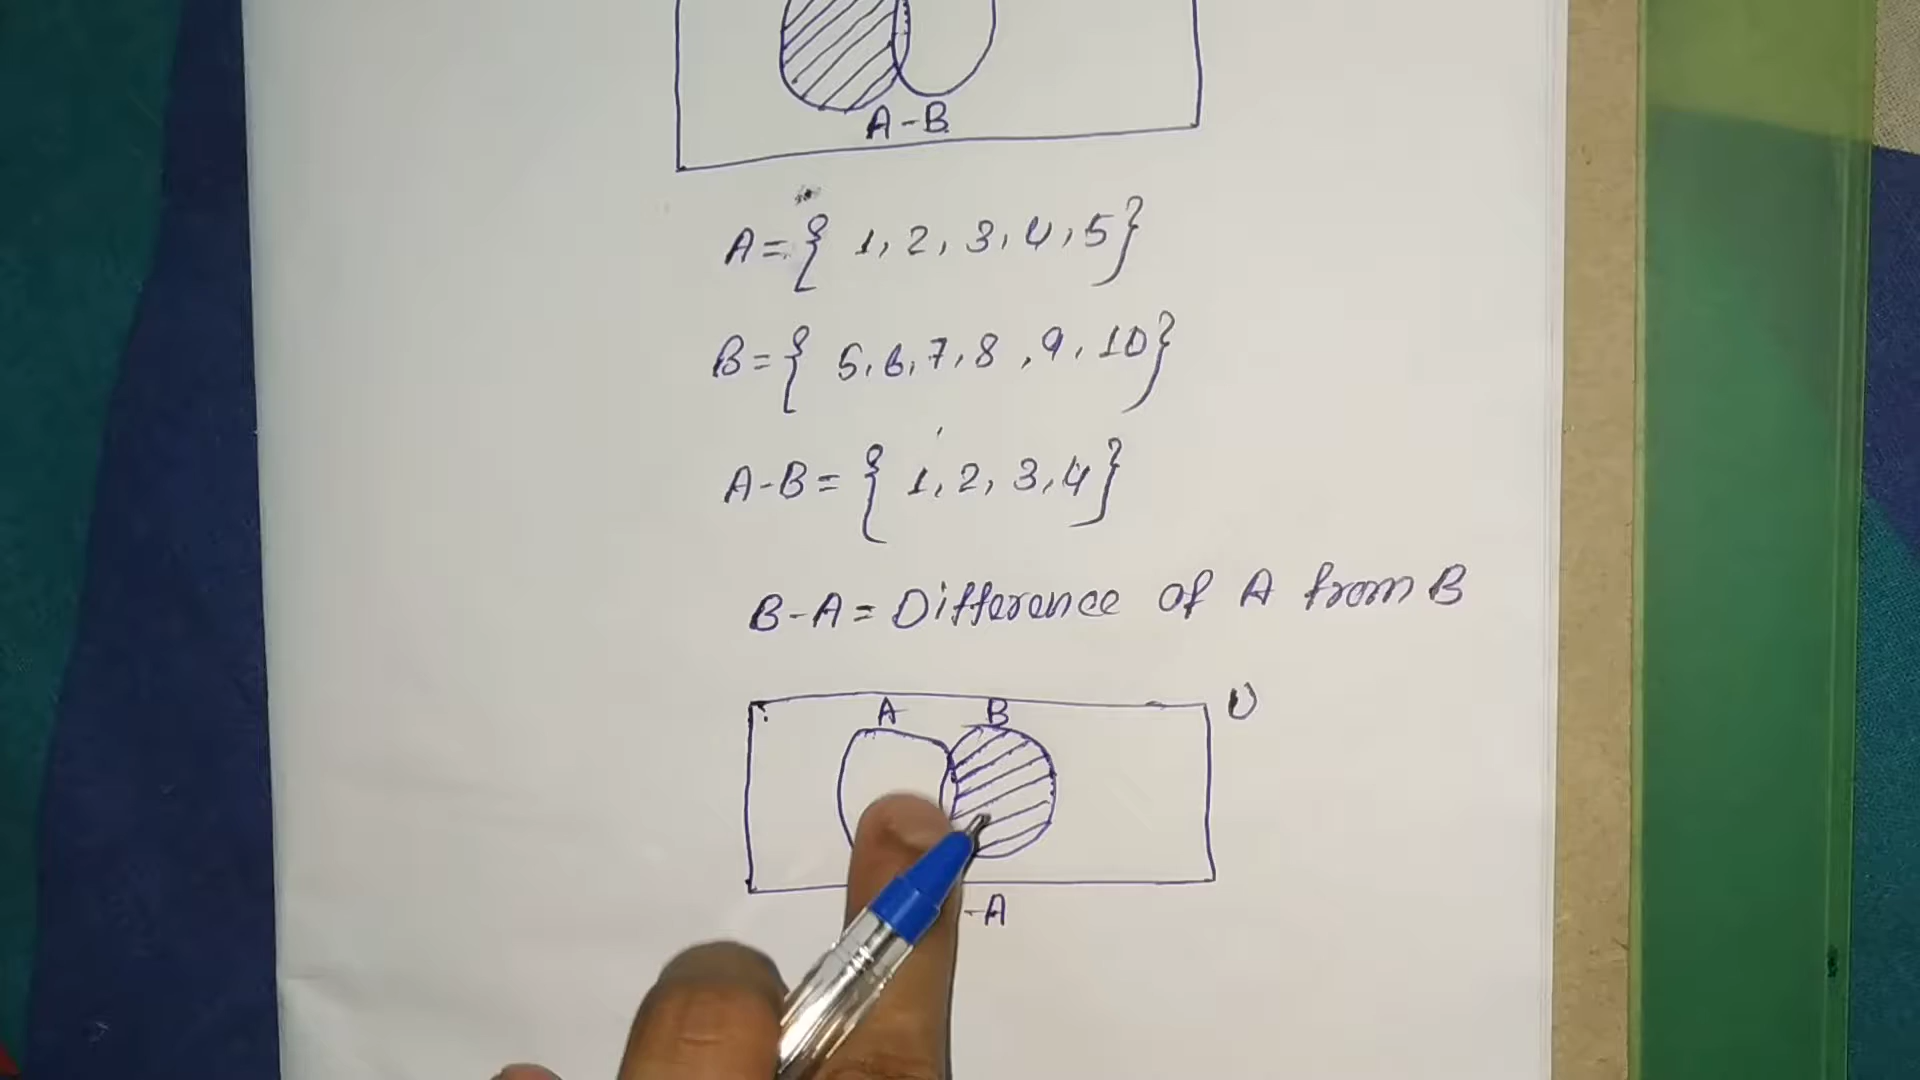 A-B
A={ 1, 2, 3, 4, 5}
B={ 5, 6, 7, 8, 9, 10}
A-B={ 1, 2, 3, 4}
B-A = Difference of A from B
A B U
-A